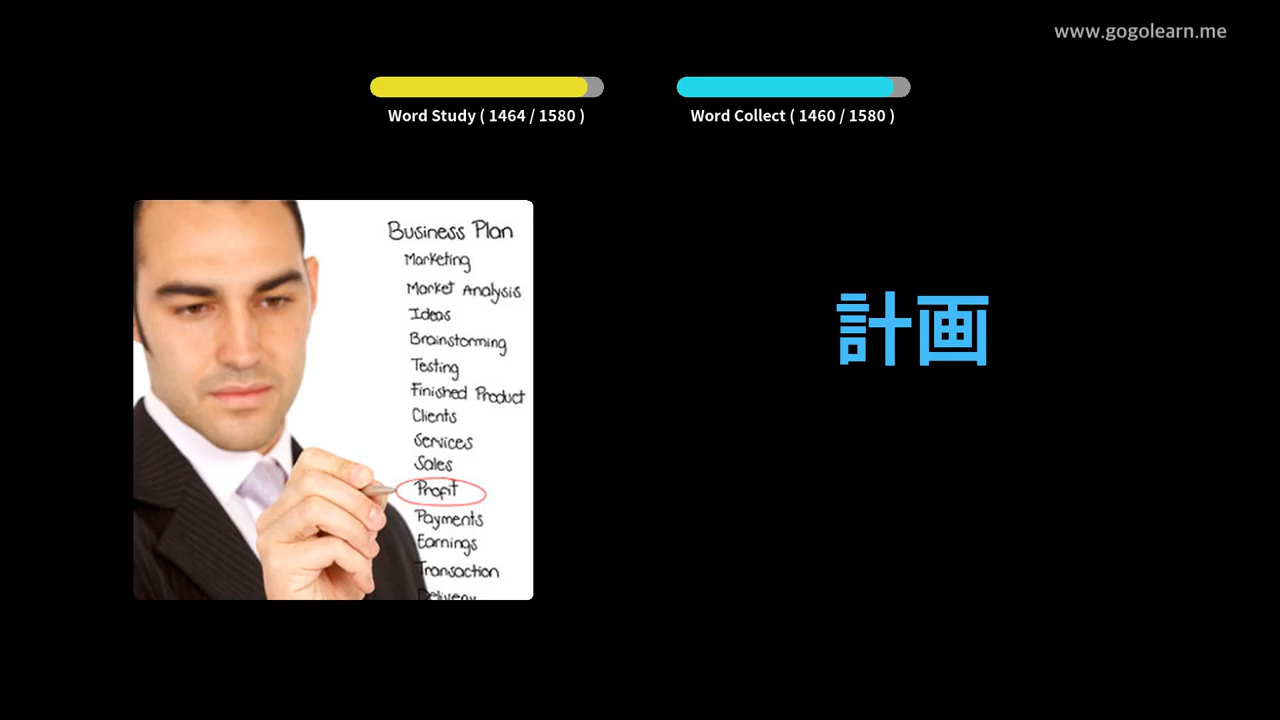 www.gogolearn.me
Word Study ( 1464 / 1580 )
Word Collect ( 1460 / 1580 )
Business Plan
Marketing
Market Analysis
Ideas
Brainstorming
Testing
Finished Product
Clients
Services
Sales
Profit
Payments
Earnings
Transaction
Delivery
計画